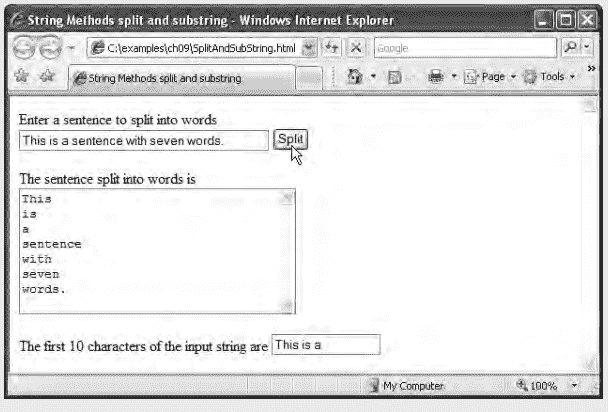 String Methods split and substring - Windows Internet Explorer
C:\examples\ch09\SplitAndSubString.html
Google
String Methods split and substring
Page
Tools
»
Enter a sentence to split into words
This is a sentence with seven words.
Split
The sentence split into words is
This
is
a
sentence
with
seven
words.
The first 10 characters of the input string are This is a
My Computer
100%